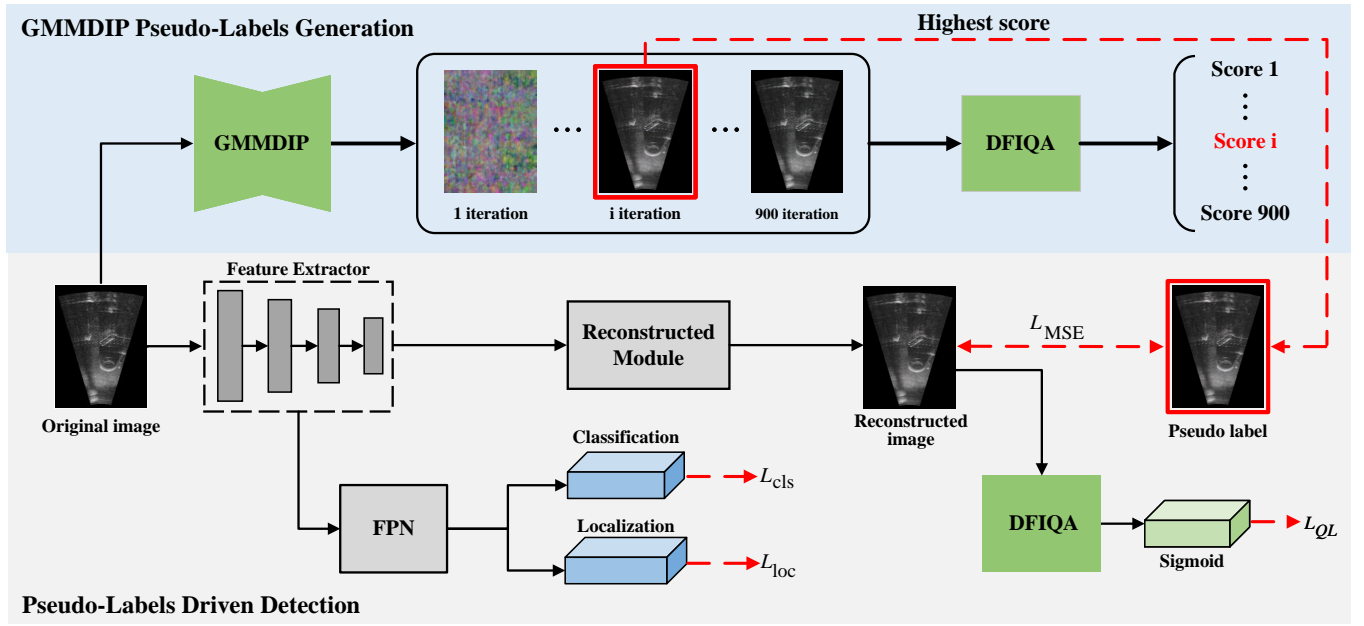 GMMDIP Pseudo-Labels Generation
Highest score
GMMDIP
1 iteration
...
i iteration
...
900 iteration
DFIQA
Score 1
⋮
Score i
⋮
Score 900
Original image
Feature Extractor
Reconstructed
Module
Reconstructed
image
L_MSE
Pseudo label
FPN
Classification
L_cls
Localization
L_loc
DFIQA
Sigmoid
L_QL
Pseudo-Labels Driven Detection